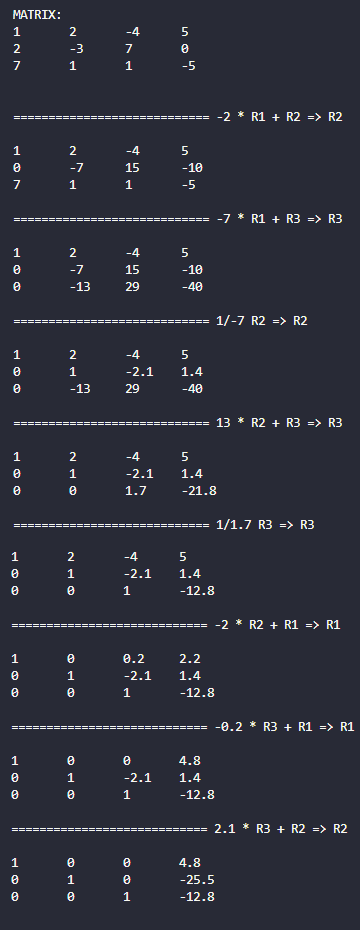 MATRIX:
1 2 -4 5
2 -3 7 0
7 1 1 -5
============================ -2 * R1 + R2 => R2
1 2 -4 5
0 -7 15 -10
7 1 1 -5
============================ -7 * R1 + R3 => R3
1 2 -4 5
0 -7 15 -10
0 -13 29 -40
============================ 1/-7 R2 => R2
1 2 -4 5
0 1 -2.1 1.4
0 -13 29 -40
============================ 13 * R2 + R3 => R3
1 2 -4 5
0 1 -2.1 1.4
0 0 1.7 -21.8
============================ 1/1.7 R3 => R3
1 2 -4 5
0 1 -2.1 1.4
0 0 1 -12.8
============================ -2 * R2 + R1 => R1
1 0 0.2 2.2
0 1 -2.1 1.4
0 0 1 -12.8
============================ -0.2 * R3 + R1 => R1
1 0 0 4.8
0 1 -2.1 1.4
0 0 1 -12.8
============================ 2.1 * R3 + R2 => R2
1 0 0 4.8
0 1 0 -25.5
0 0 1 -12.8